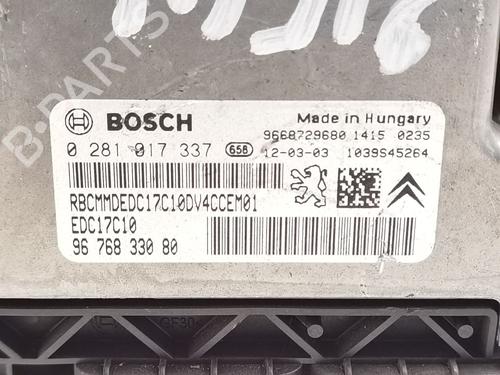 B-PARTS
BOSCH
Made in Hungary
9668729680 1415 0235
0 281 017 337 658 12-03-03 1039S45264
RBCMMDEDC17C10DV4CCEM01
EDC17C10
96 768 330 80